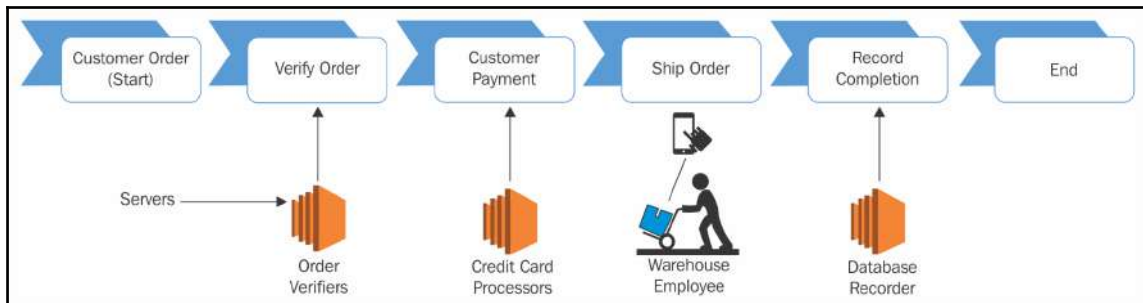 Customer Order
(Start)
Verify Order
Customer
Payment
Ship Order
Record
Completion
End
Servers
Order
Verifiers
Credit Card
Processors
Warehouse
Employee
Database
Recorder